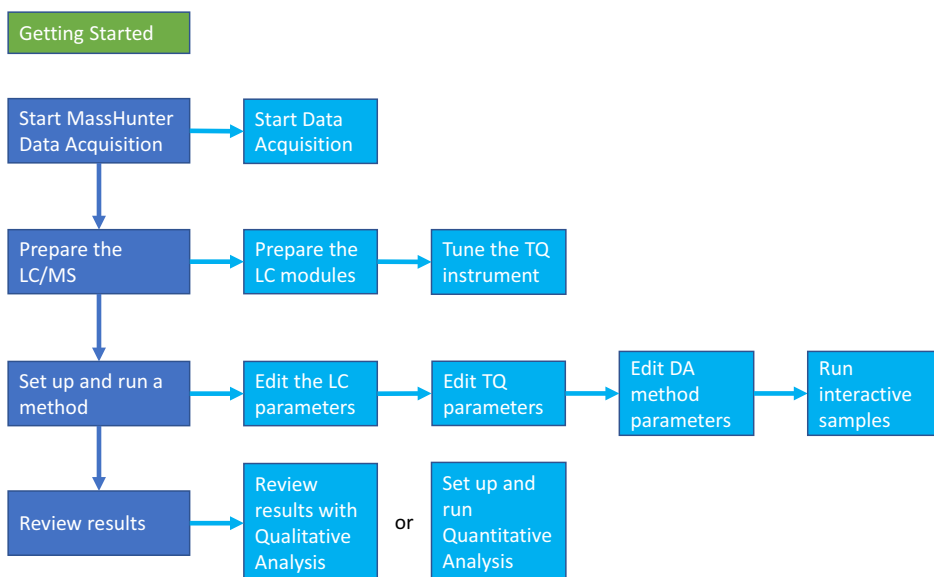 Getting Started
Start MassHunter
Data Acquisition
Start Data
Acquisition
Prepare the
LC/MS
Prepare the
LC modules
Tune the TQ
instrument
Set up and run a
method
Edit the LC
parameters
Edit TQ
parameters
Edit DA
method
parameters
Run
interactive
samples
Review results
Review
results with
Qualitative
Analysis
or
Set up and
run
Quantitative
Analysis